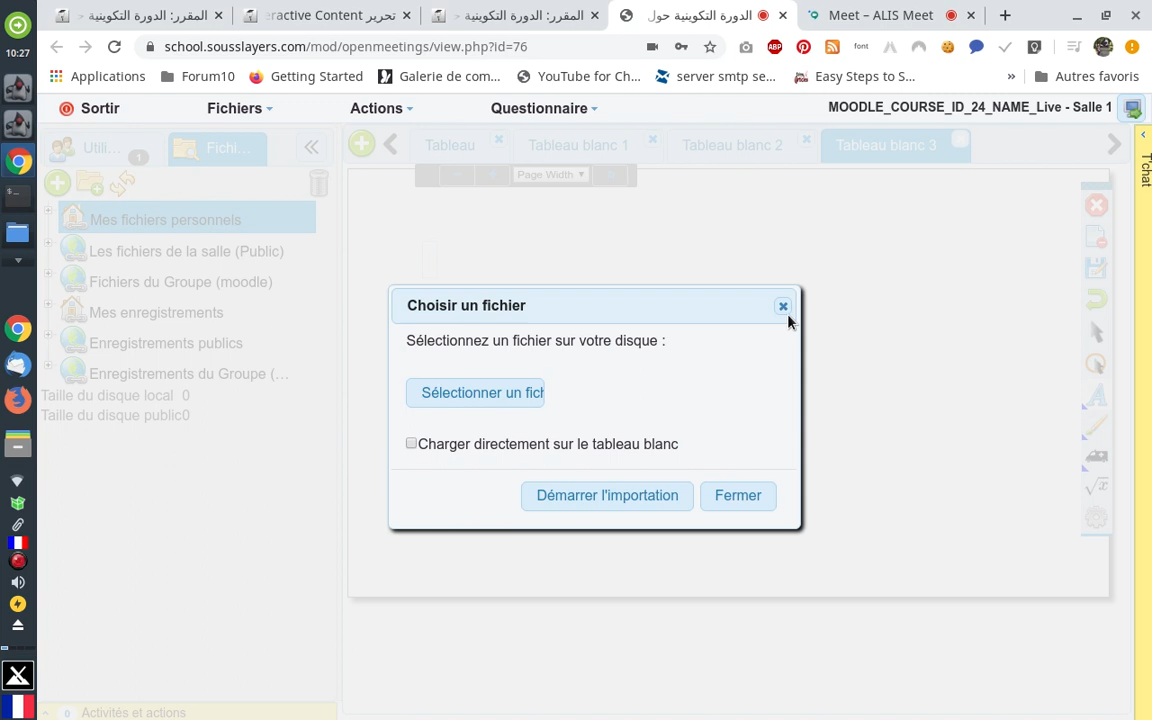 المقرر: الدورة التكوينية >
تحرير eractive Content
المقرر: الدورة التكوينية >
الدورة التكوينية حول
Meet – ALIS Meet
10:27
school.sousslayers.com/mod/openmeetings/view.php?id=76
ABP
font
Applications
Forum10
Getting Started
Galerie de com...
YouTube for Ch...
server smtp se...
Easy Steps to S...
»
Autres favoris
Sortir
Fichiers
Actions
Questionnaire
MOODLE_COURSE_ID_24_NAME_Live - Salle 1
Utili...
1
Fichi...
Tableau
Tableau blanc 1
Tableau blanc 2
Tableau blanc 3
T'chat
Page Width
Mes fichiers personnels
Les fichiers de la salle (Public)
Fichiers du Groupe (moodle)
Mes enregistrements
Enregistrements publics
Enregistrements du Groupe (...
Taille du disque local 0
Taille du disque public0
Choisir un fichier
Sélectionnez un fichier sur votre disque :
Sélectionner un fich
Charger directement sur le tableau blanc
Démarrer l'importation
Fermer
0 Activités et actions